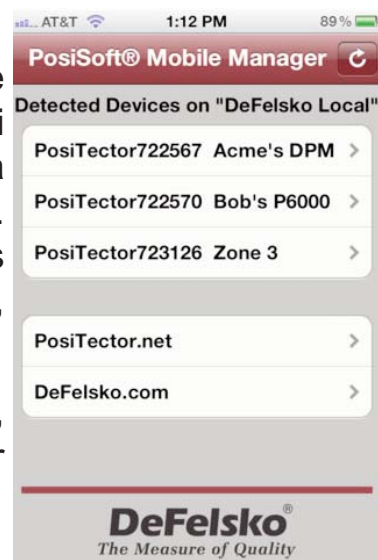 AT&T 1:12 PM 89%
PosiSoft® Mobile Manager
Detected Devices on "DeFelsko Local"
PosiTector722567 Acme's DPM
PosiTector722570 Bob's P6000
PosiTector723126 Zone 3
PosiTector.net
DeFelsko.com
DeFelsko®
The Measure of Quality